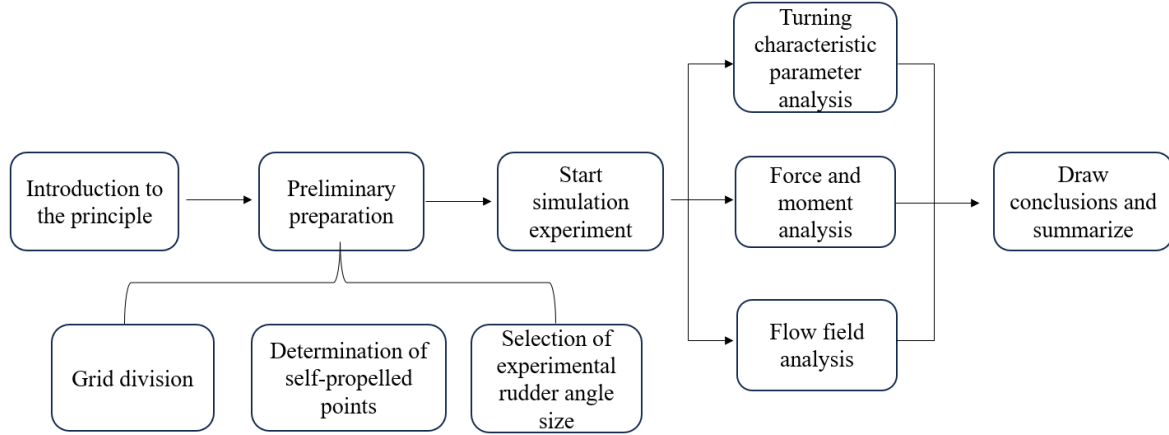 Introduction to
the principle
Preliminary
preparation
Grid division
Determination of
self-propelled
points
Selection of
experimental
rudder angle
size
Start
simulation
experiment
Turning
characteristic
parameter
analysis
Force and
moment analysis
Flow field
analysis
Draw
conclusions and
summarize